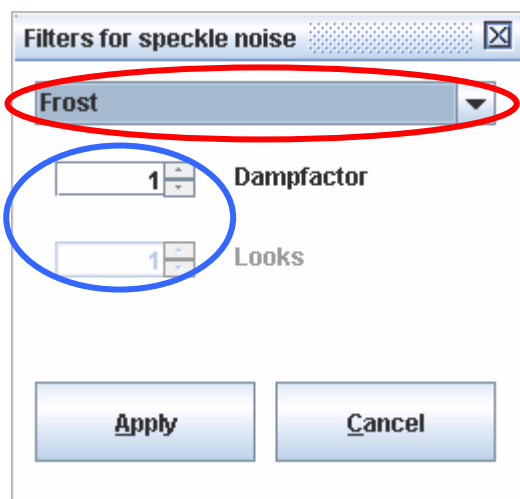 Filters for speckle noise
Frost
1 Dampfactor
1 Looks
Apply Cancel